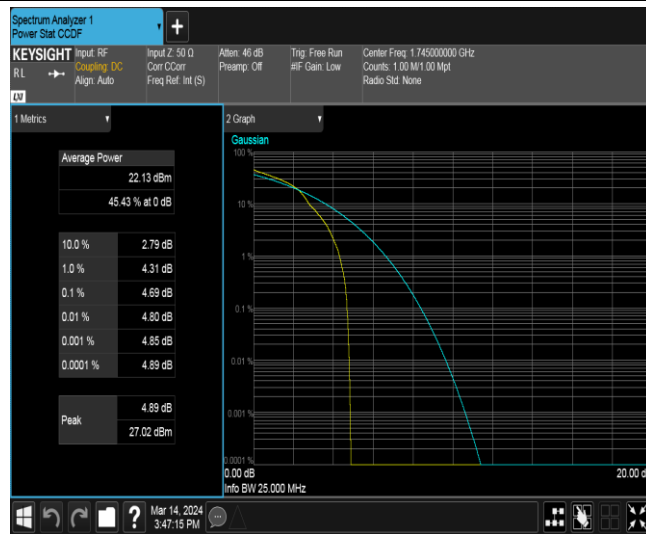 Spectrum Analyzer 1
Power Stat CCDF
+
KEYSIGHT
RL
LXI
Input: RF
Coupling: DC
Align: Auto
Input Z: 50 Ω
Corr CCorr
Freq Ref: Int (S)
Atten: 46 dB
Preamp: Off
Trig: Free Run
#IF Gain: Low
Center Freq: 1.745000000 GHz
Counts: 1.00 M/1.00 Mpt
Radio Std: None
1 Metrics
Average Power
22.13 dBm
45.43 % at 0 dB
10.0 % 2.79 dB
1.0 % 4.31 dB
0.1 % 4.69 dB
0.01 % 4.80 dB
0.001 % 4.85 dB
0.0001 % 4.89 dB
Peak
4.89 dB
27.02 dBm
2 Graph
Gaussian
100 %
10 %
1 %
0.1 %
0.01 %
0.001 %
0.0001 %
0.00 dB
20.00 d
Info BW 25.000 MHz
?
Mar 14, 2024
3:47:15 PM